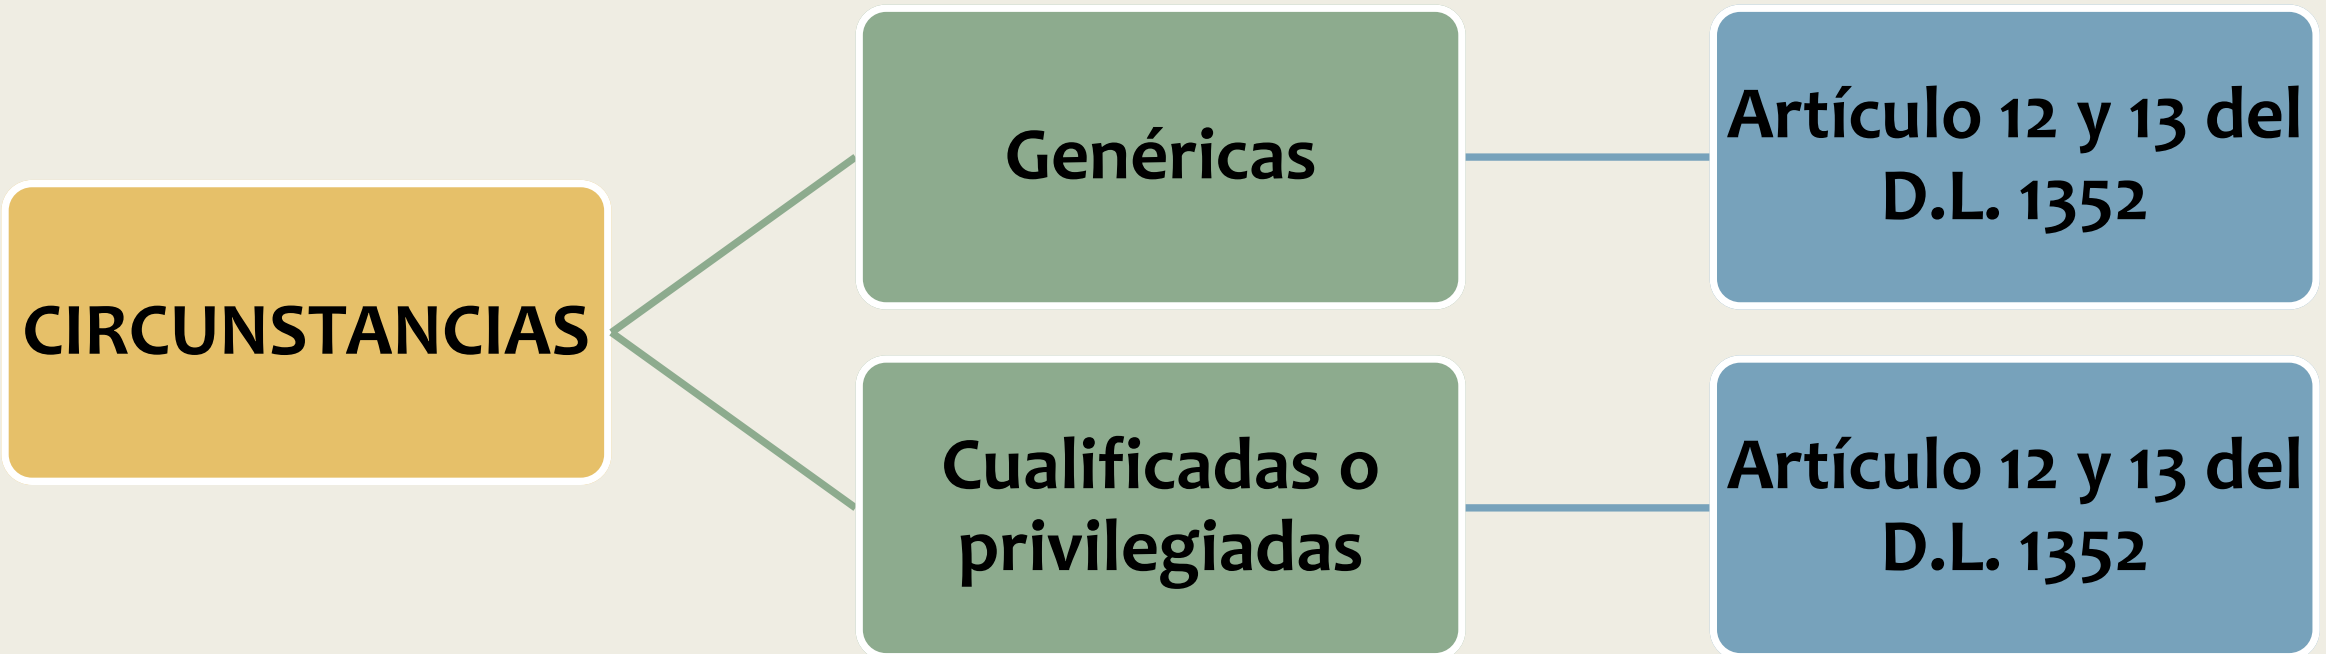 CIRCUNSTANCIAS
Genéricas
Artículo 12 y 13 del
D.L. 1352
Cualificadas o
privilegiadas
Artículo 12 y 13 del
D.L. 1352